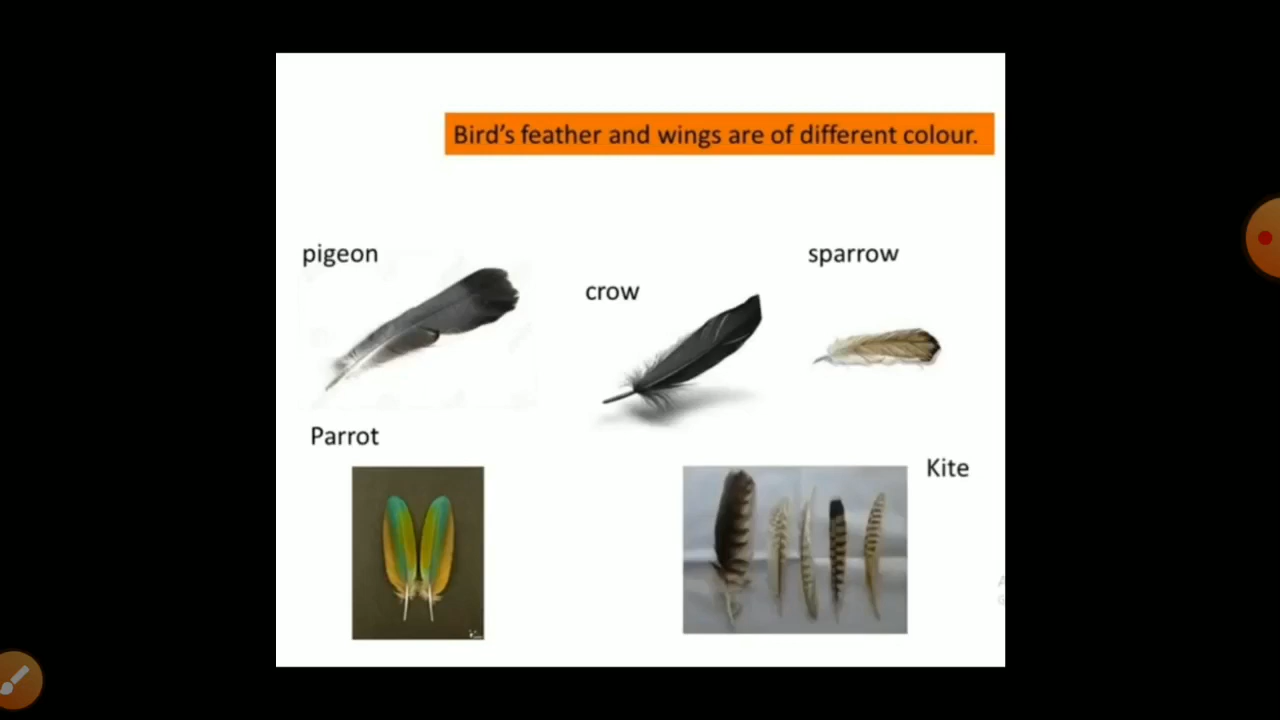 Bird's feather and wings are of different colour.
pigeon
sparrow
crow
Parrot
Kite